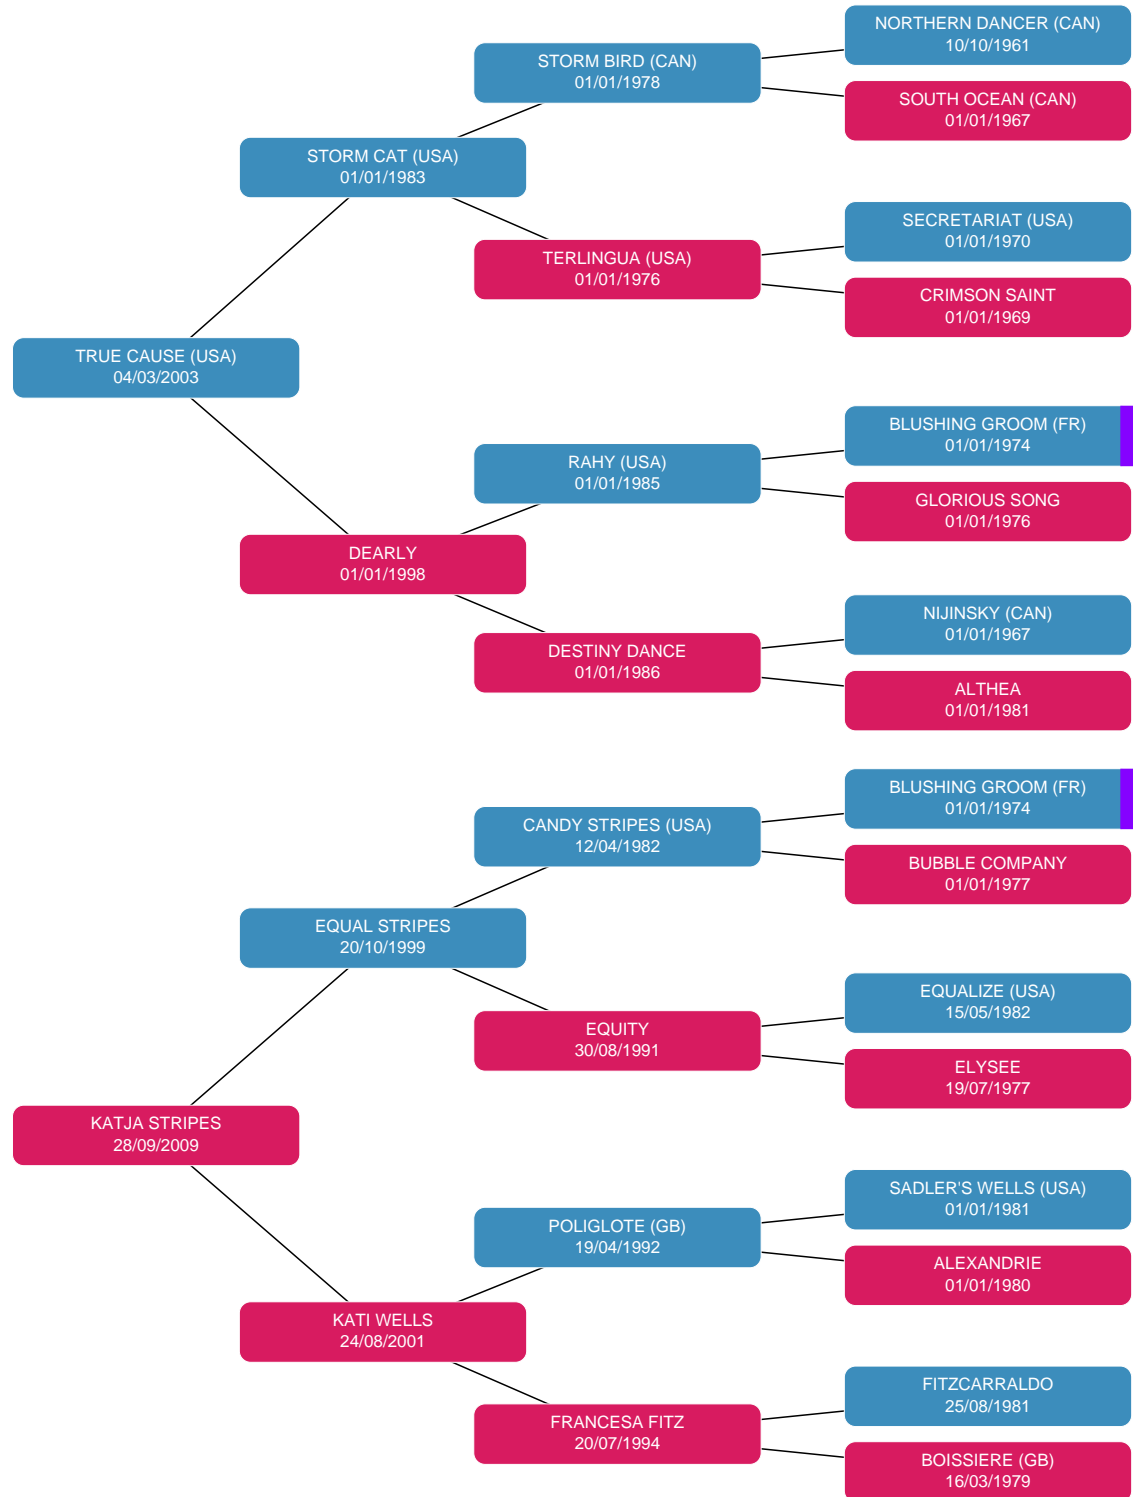 NORTHERN DANCER (CAN)
10/10/1961
STORM BIRD (CAN)
01/01/1978
SOUTH OCEAN (CAN)
01/01/1967
STORM CAT (USA)
01/01/1983
SECRETARIAT (USA)
01/01/1970
TERLINGUA (USA)
01/01/1976
CRIMSON SAINT
01/01/1969
TRUE CAUSE (USA)
04/03/2003
BLUSHING GROOM (FR)
01/01/1974
RAHY (USA)
01/01/1985
GLORIOUS SONG
01/01/1976
DEARLY
01/01/1998
NIJINSKY (CAN)
01/01/1967
DESTINY DANCE
01/01/1986
ALTHEA
01/01/1981
BLUSHING GROOM (FR)
01/01/1974
CANDY STRIPES (USA)
12/04/1982
BUBBLE COMPANY
01/01/1977
EQUAL STRIPES
20/10/1999
EQUALIZE (USA)
15/05/1982
EQUITY
30/08/1991
ELYSEE
19/07/1977
KATJA STRIPES
28/09/2009
SADLER'S WELLS (USA)
01/01/1981
POLIGLOTE (GB)
19/04/1992
ALEXANDRIE
01/01/1980
KATI WELLS
24/08/2001
FITZCARRALDO
25/08/1981
FRANCESA FITZ
20/07/1994
BOISSIERE (GB)
16/03/1979